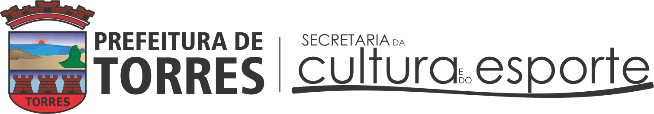 PREFEITURA DE
TORRES
TORRES
SECRETARIA DA
cultura E DO esporte